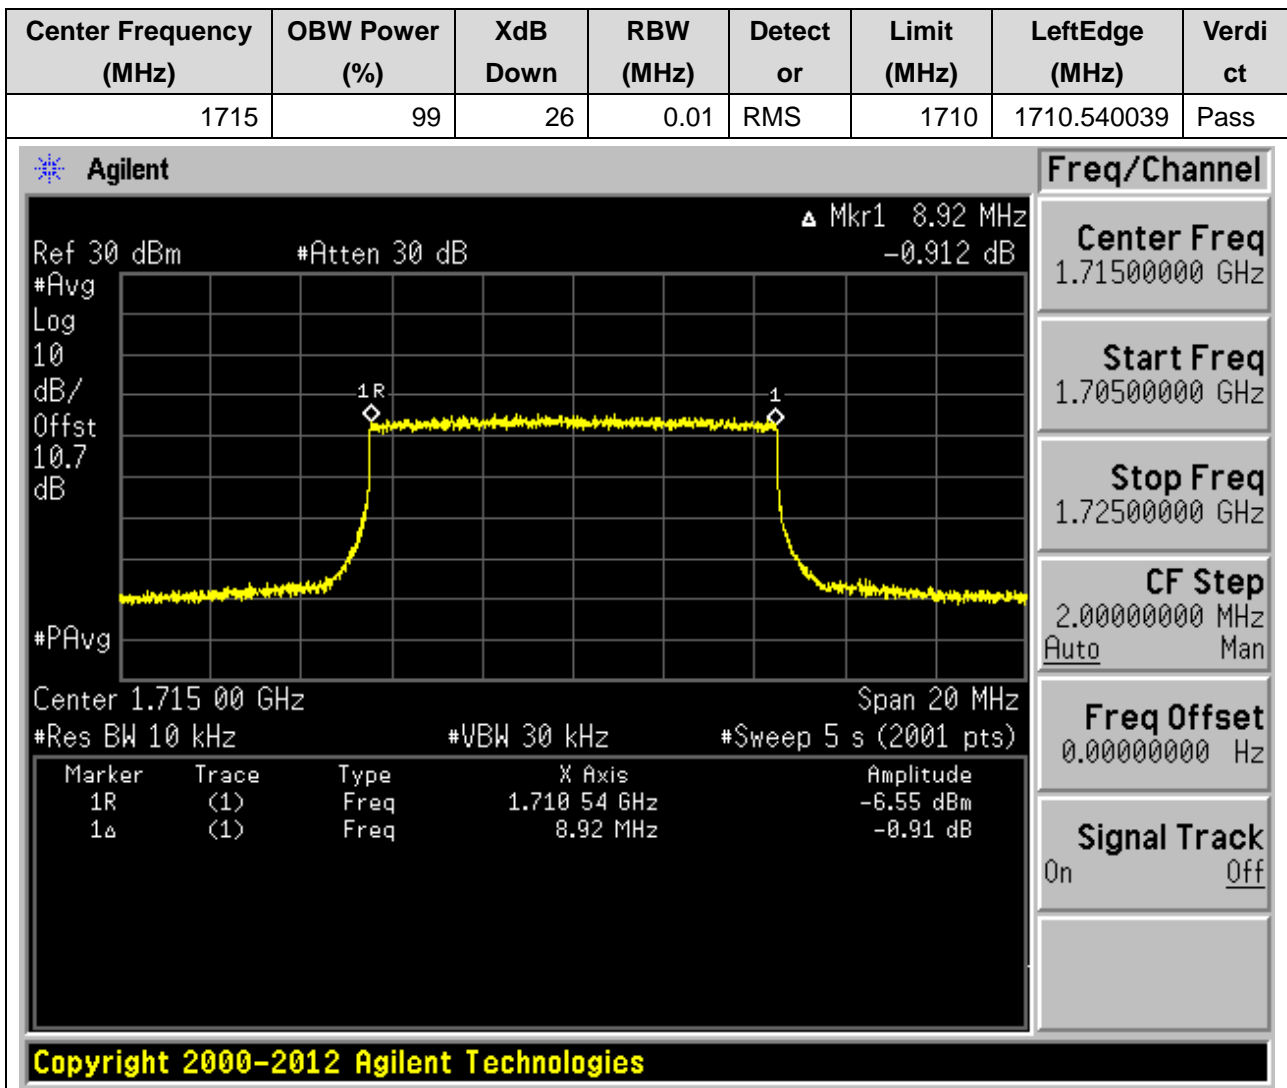 Center Frequency OBW Power XdB RBW Detect Limit LeftEdge Verdi
(MHz) (%) Down (MHz) or (MHz) (MHz) ct
1715 99 26 0.01 RMS 1710 1710.540039 Pass
Agilent Freq/Channel
Δ Mkr1 8.92 MHz
Ref 30 dBm #Atten 30 dB -0.912 dB
#Avg
Log
10
dB/
Offst
10.7
dB
1R
1
#PAvg
Center 1.715 00 GHz Span 20 MHz
#Res BW 10 kHz #VBW 30 kHz #Sweep 5 s (2001 pts)
Marker Trace Type X Axis Amplitude
1R (1) Freq 1.710 54 GHz -6.55 dBm
1Δ (1) Freq 8.92 MHz -0.91 dB
Center Freq
1.71500000 GHz
Start Freq
1.70500000 GHz
Stop Freq
1.72500000 GHz
CF Step
2.00000000 MHz
Auto Man
Freq Offset
0.00000000 Hz
Signal Track
On Off
Copyright 2000-2012 Agilent Technologies